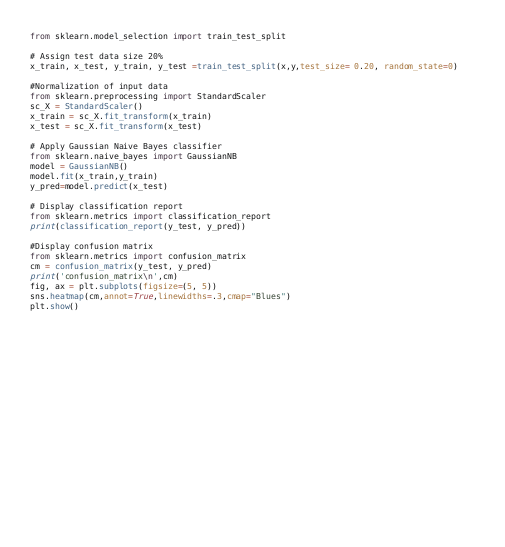 from sklearn.model_selection import train_test_split
# Assign test data size 20%
x_train, x_test, y_train, y_test =train_test_split(x,y,test_size= 0.20, random_state=0)
#Normalization of input data
from sklearn.preprocessing import StandardScaler
sc_X = StandardScaler()
x_train = sc_X.fit_transform(x_train)
x_test = sc_X.fit_transform(x_test)
# Apply Gaussian Naive Bayes classifier
from sklearn.naive_bayes import GaussianNB
model = GaussianNB()
model.fit(x_train,y_train)
y_pred=model.predict(x_test)
# Display classification report
from sklearn.metrics import classification_report
print(classification_report(y_test, y_pred))
#Display confusion matrix
from sklearn.metrics import confusion_matrix
cm = confusion_matrix(y_test, y_pred)
print('confusion_matrix\n',cm)
fig, ax = plt.subplots(figsize=(5, 5))
sns.heatmap(cm,annot=True,linewidths=.3,cmap="Blues")
plt.show()